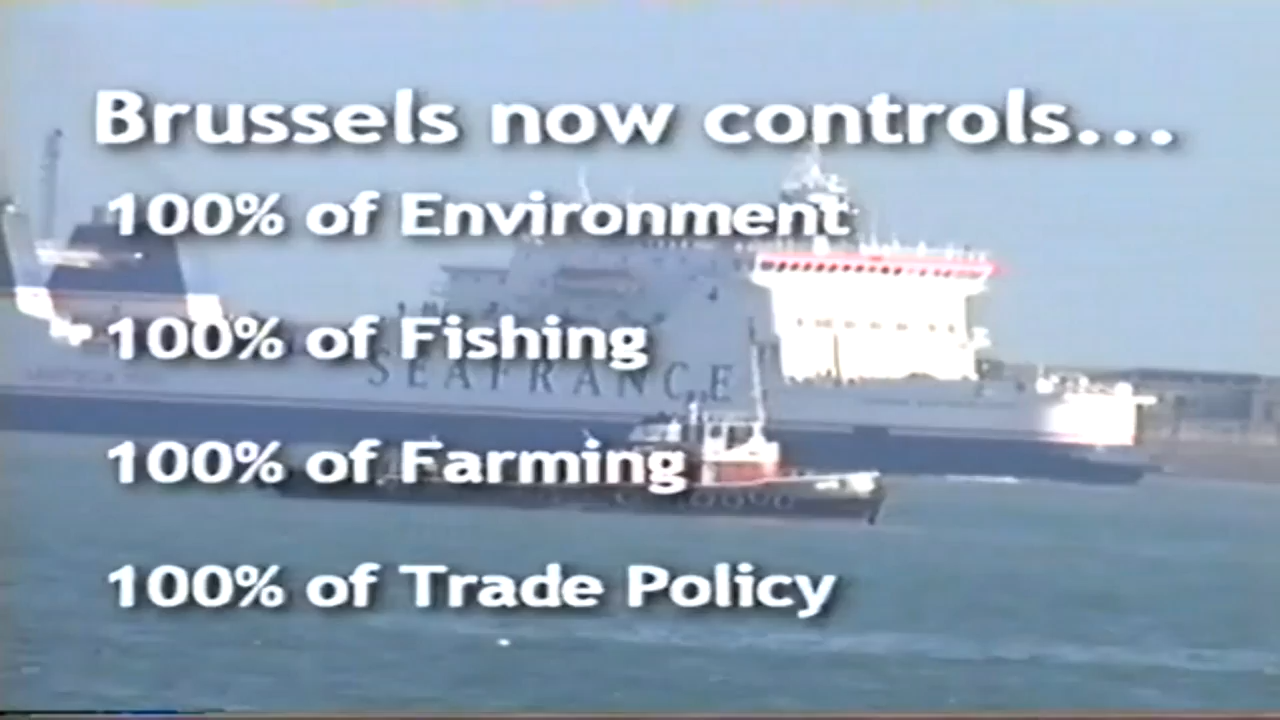 Brussels now controls...
100% of Environment
100% of Fishing
SEAFRANCE
100% of Farming
100% of Trade Policy